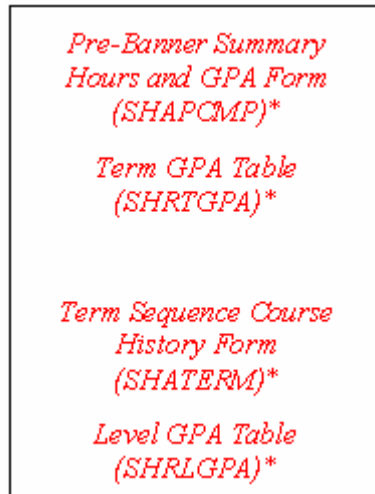 Pre-Banner Summary
Hours and GPA Form
(SHAPCMP)*
Term GPA Table
(SHRTGPA)*
Term Sequence Course
History Form
(SHATERM)*
Level GPA Table
(SHRLGPA)*